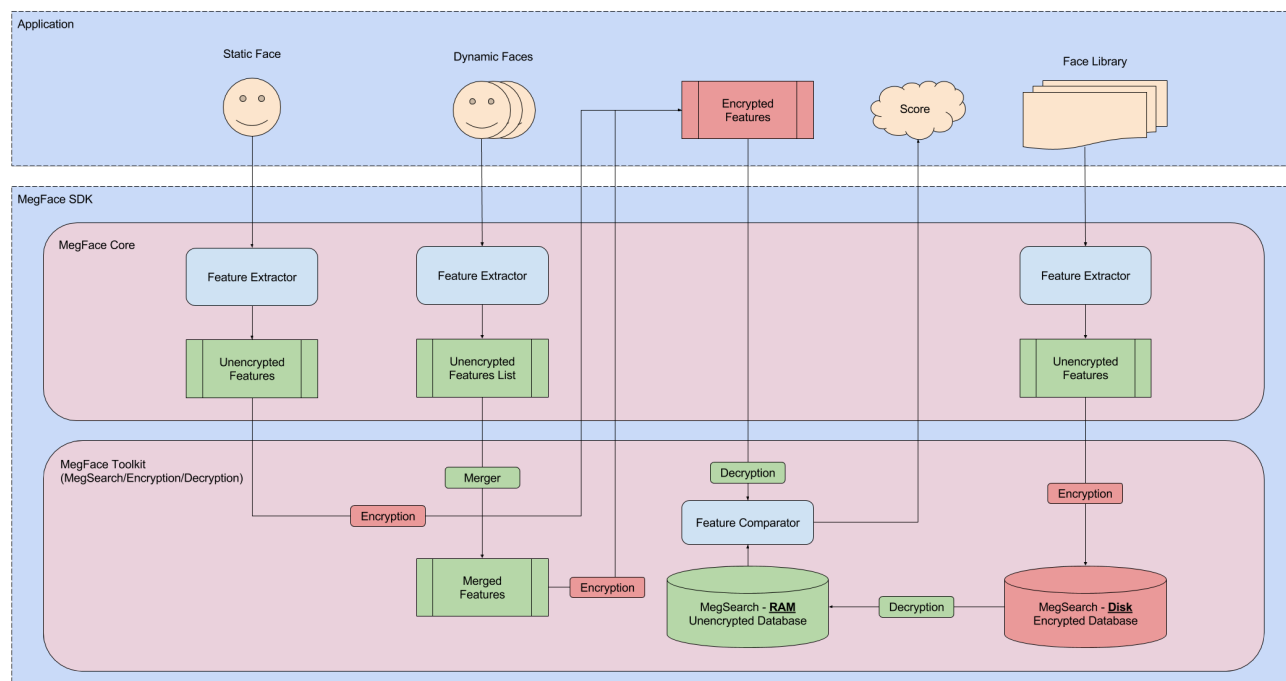 Application
Static Face
Dynamic Faces
Face Library
Encrypted
Features
Score
MegFace SDK
MegFace Core
Feature Extractor
Feature Extractor
Feature Extractor
Unencrypted
Features
Unencrypted
Features List
Unencrypted
Features
MegFace Toolkit
(MegSearch/Encryption/Decryption)
Merger
Decryption
Encryption
Encryption
Feature Comparator
Merged
Features
Encryption
MegSearch - RAM
Unencrypted Database
Decryption
MegSearch - Disk
Encrypted Database